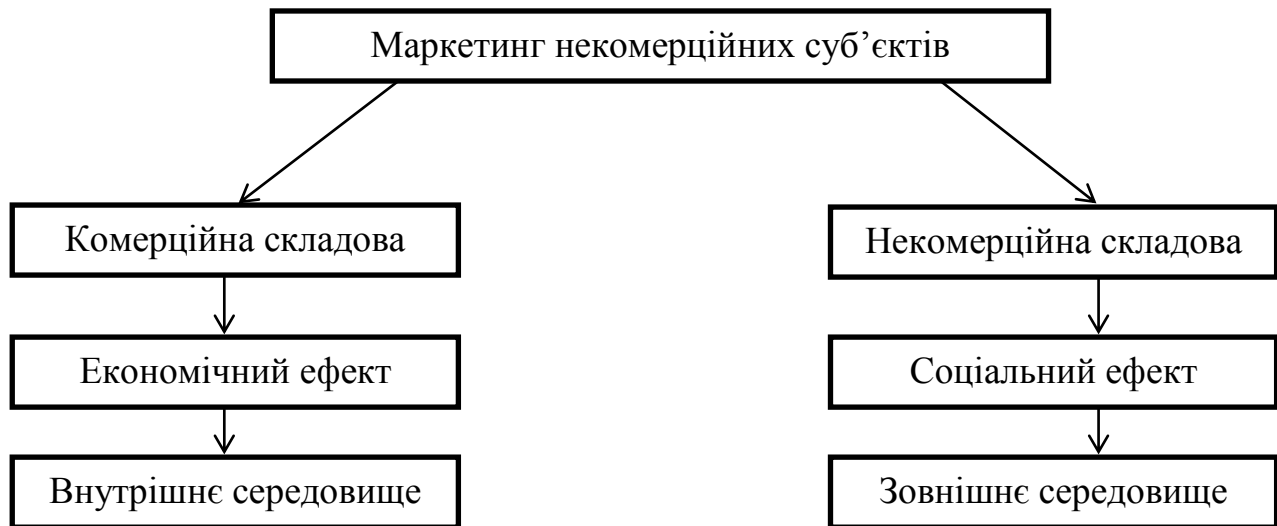 Маркетинг некомерційних суб’єктів
Комерційна складова
Некомерційна складова
Економічний ефект
Соціальний ефект
Внутрішнє середовище
Зовнішнє середовище